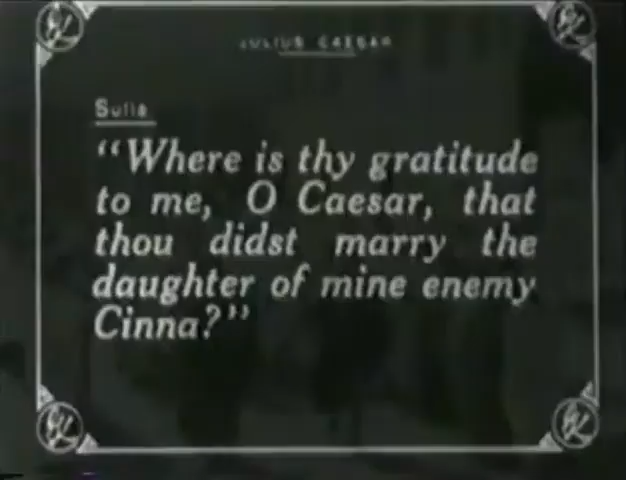 JULIUS CAESAR
Sulla
“Where is thy gratitude
to me, O Caesar, that
thou didst marry the
daughter of mine enemy
Cinna?”